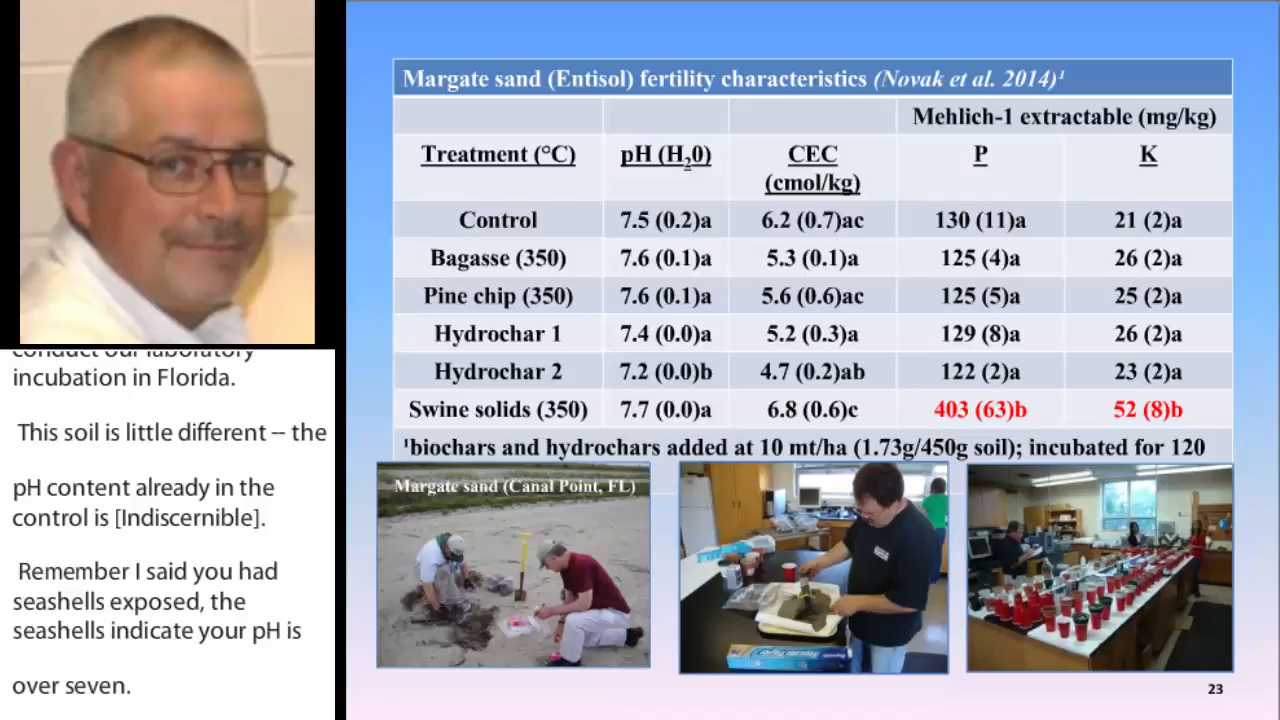 Margate sand (Entisol) fertility characteristics (Novak et al. 2014)¹
Mehlich-1 extractable (mg/kg)
Treatment (°C) pH (H₂0) CEC (cmol/kg) P K
Control 7.5 (0.2)a 6.2 (0.7)ac 130 (11)a 21 (2)a
Bagasse (350) 7.6 (0.1)a 5.3 (0.1)a 125 (4)a 26 (2)a
Pine chip (350) 7.6 (0.1)a 5.6 (0.6)ac 125 (5)a 25 (2)a
Hydrochar 1 7.4 (0.0)a 5.2 (0.3)a 129 (8)a 26 (2)a
Hydrochar 2 7.2 (0.0)b 4.7 (0.2)ab 122 (2)a 23 (2)a
Swine solids (350) 7.7 (0.0)a 6.8 (0.6)c 403 (63)b 52 (8)b
¹biochars and hydrochars added at 10 mt/ha (1.73g/450g soil); incubated for 120
Margate sand (Canal Point, FL)
23
conduct our laboratory
incubation in Florida.
This soil is little different -- the
pH content already in the
control is [Indiscernible].
Remember I said you had
seashells exposed, the
seashells indicate your pH is
over seven.